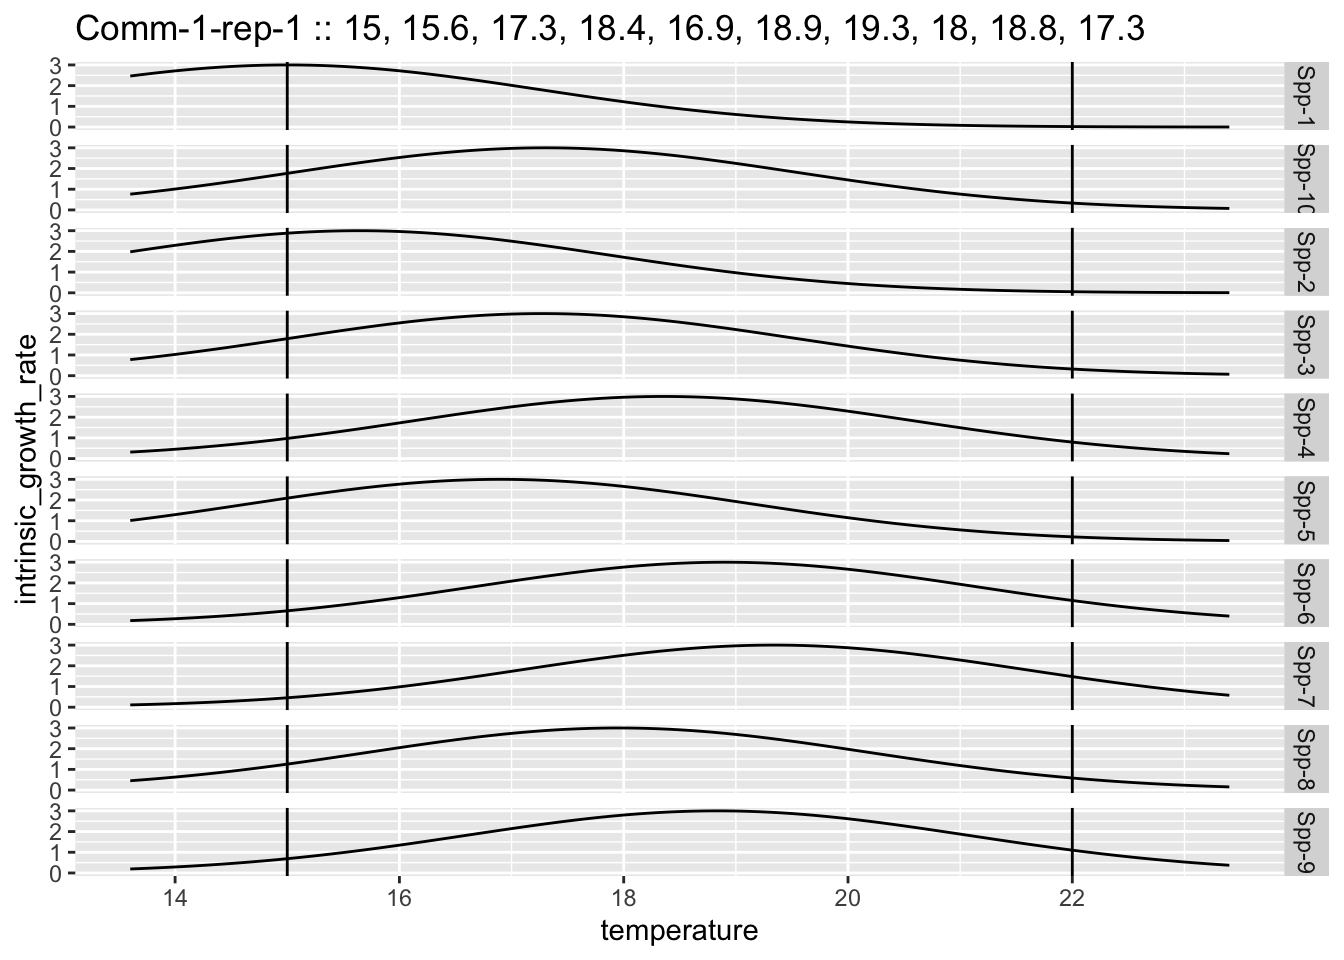 Comm-1-rep-1 :: 15, 15.6, 17.3, 18.4, 16.9, 18.9, 19.3, 18, 18.8, 17.3
intrinsic_growth_rate
3
2
1
0
Spp-1
3
2
1
0
Spp-10
3
2
1
0
Spp-2
3
2
1
0
Spp-3
3
2
1
0
Spp-4
3
2
1
0
Spp-5
3
2
1
0
Spp-6
3
2
1
0
Spp-7
3
2
1
0
Spp-8
3
2
1
0
Spp-9
14 16 18 20 22
temperature